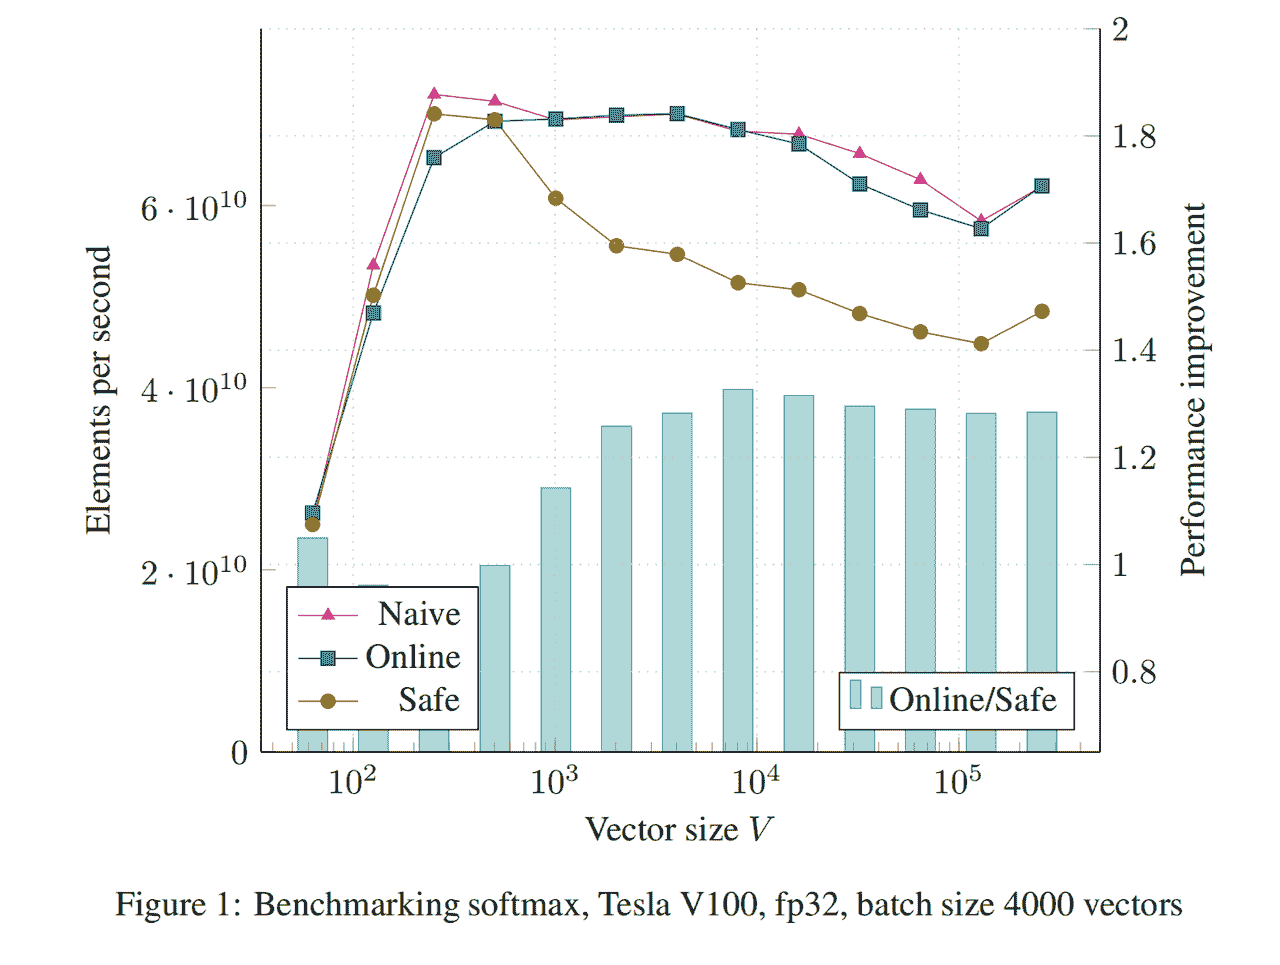 2
1.8
1.6
1.4
1.2
1
0.8
Performance improvement
6 · 10^10
4 · 10^10
2 · 10^10
0
Elements per second
Naive
Online
Safe
Online/Safe
10^2
10^3
10^4
10^5
Vector size V
Figure 1: Benchmarking softmax, Tesla V100, fp32, batch size 4000 vectors